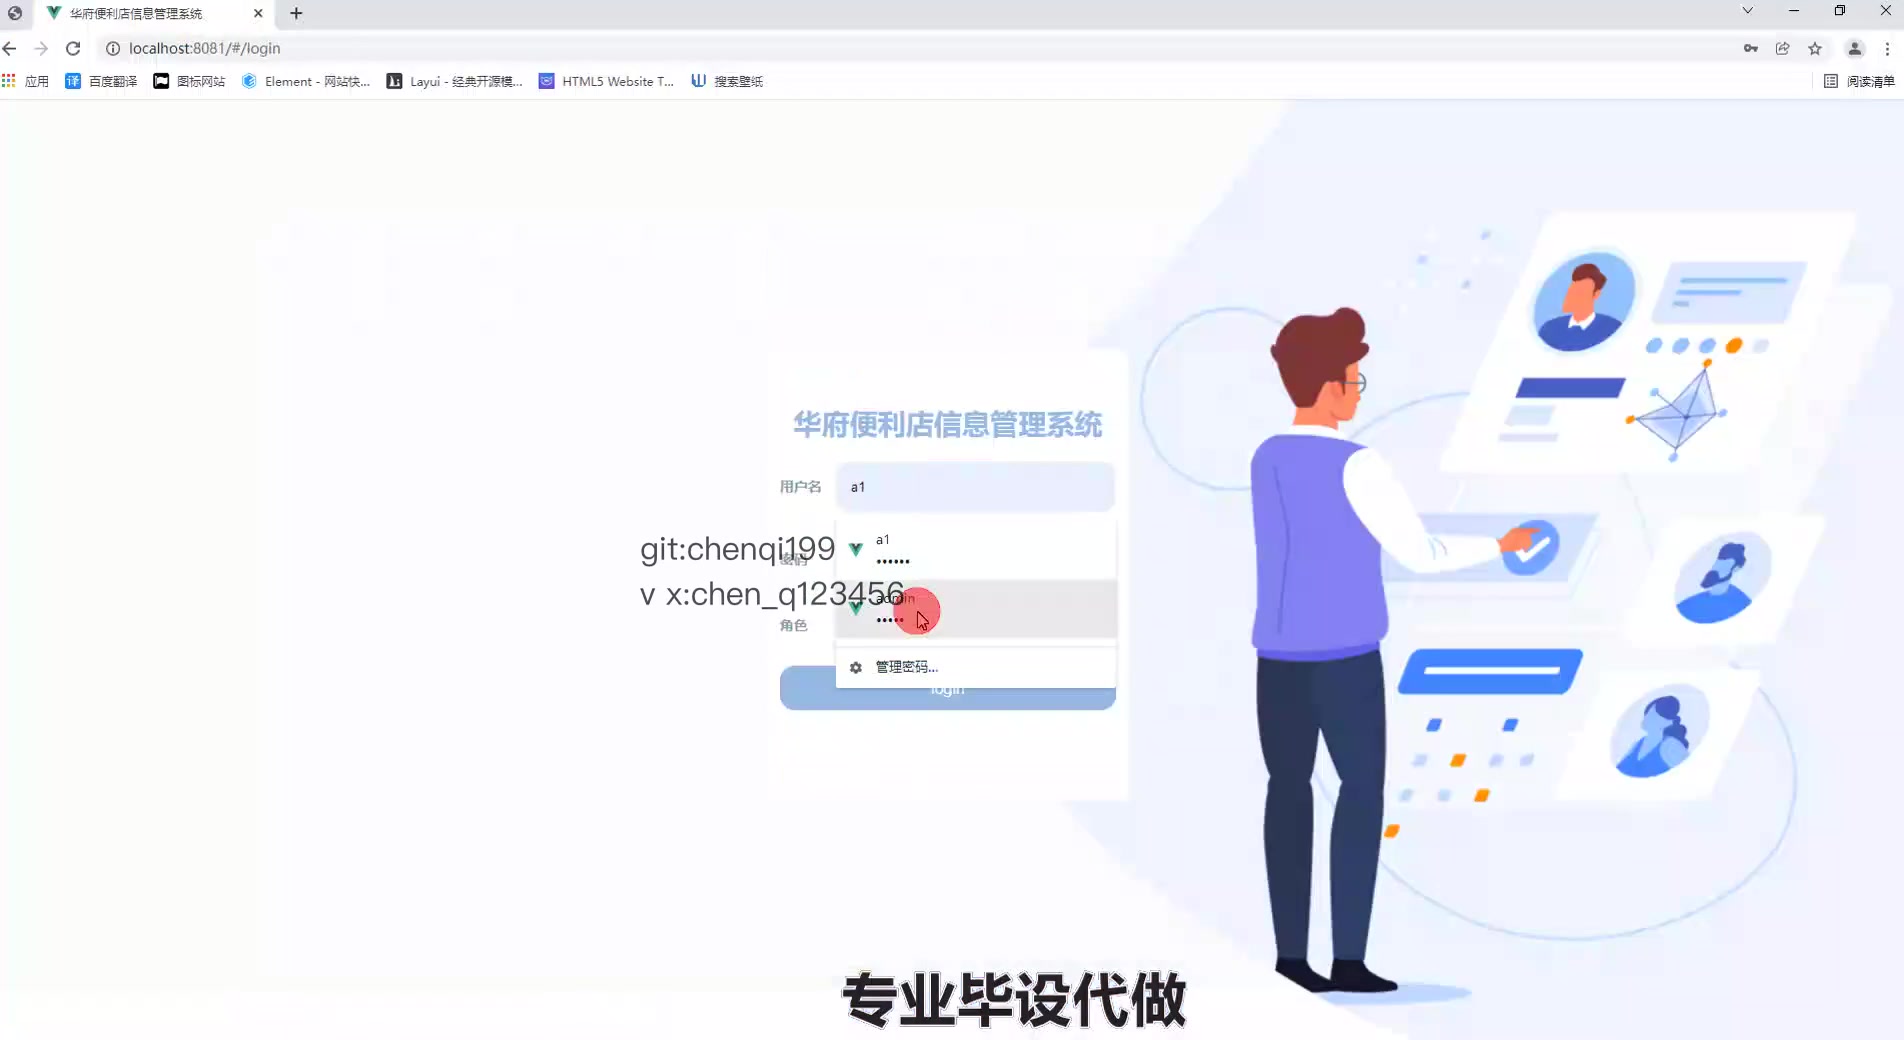 华府便利店信息管理系统
localhost:8081/#/login
应用
百度翻译
图标网站
Element - 网站快...
Layui - 经典开源模...
HTML5 Website T...
搜索壁纸
阅读清单
华府便利店信息管理系统
用户名
a1
a1
••••••
密码
git:chenqi199
v x:chen_q123456
admin
•••••
角色
管理密码...
login
专业毕设代做